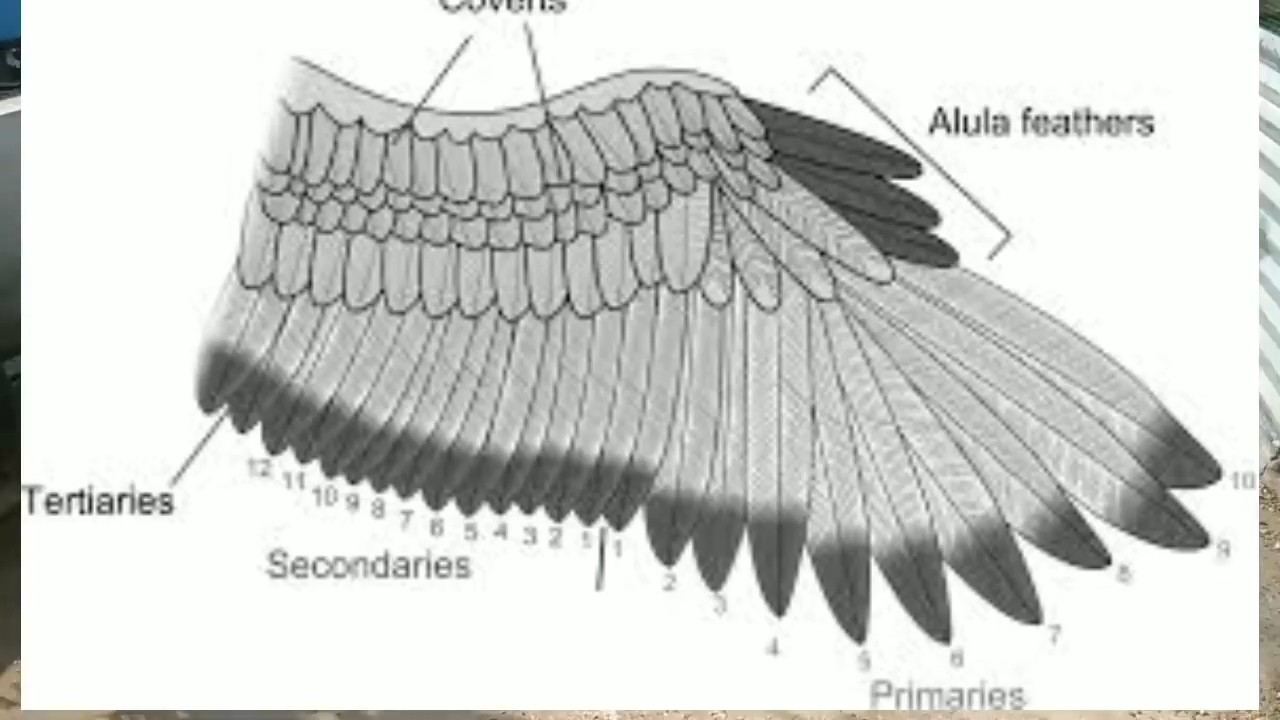 Coverts
Alula feathers
Tertiaries
12 11 10 9 8 7 6 5 4 3 2 1
Secondaries
1 2 3 4 5 6 7 8 9 10
Primaries